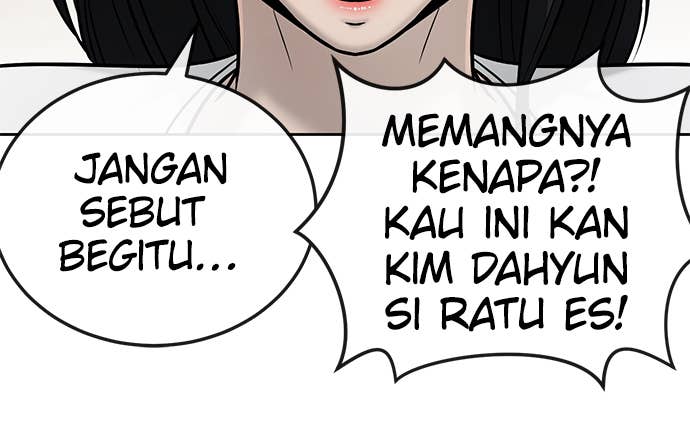 JANGAN
SEBUT
BEGITU...
MEMANGNYA
KENAPA?!
KAU INI KAN
KIM DAHYUN
SI RATU ES!